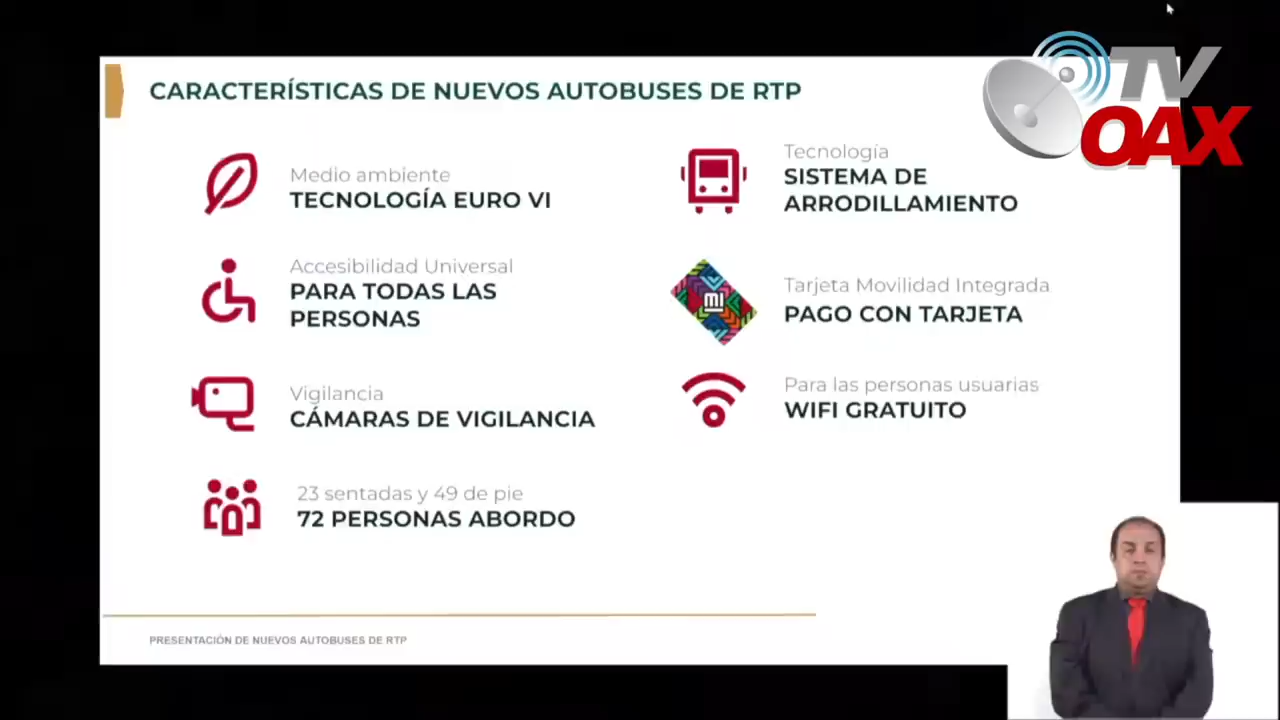 TV
OAX
CARACTERÍSTICAS DE NUEVOS AUTOBUSES DE RTP
Medio ambiente
TECNOLOGÍA EURO VI
Accesibilidad Universal
PARA TODAS LAS
PERSONAS
Vigilancia
CÁMARAS DE VIGILANCIA
23 sentadas y 49 de pie
72 PERSONAS ABORDO
Tecnología
SISTEMA DE
ARRODILLAMIENTO
MI
Tarjeta Movilidad Integrada
PAGO CON TARJETA
Para las personas usuarias
WIFI GRATUITO
PRESENTACIÓN DE NUEVOS AUTOBUSES DE RTP